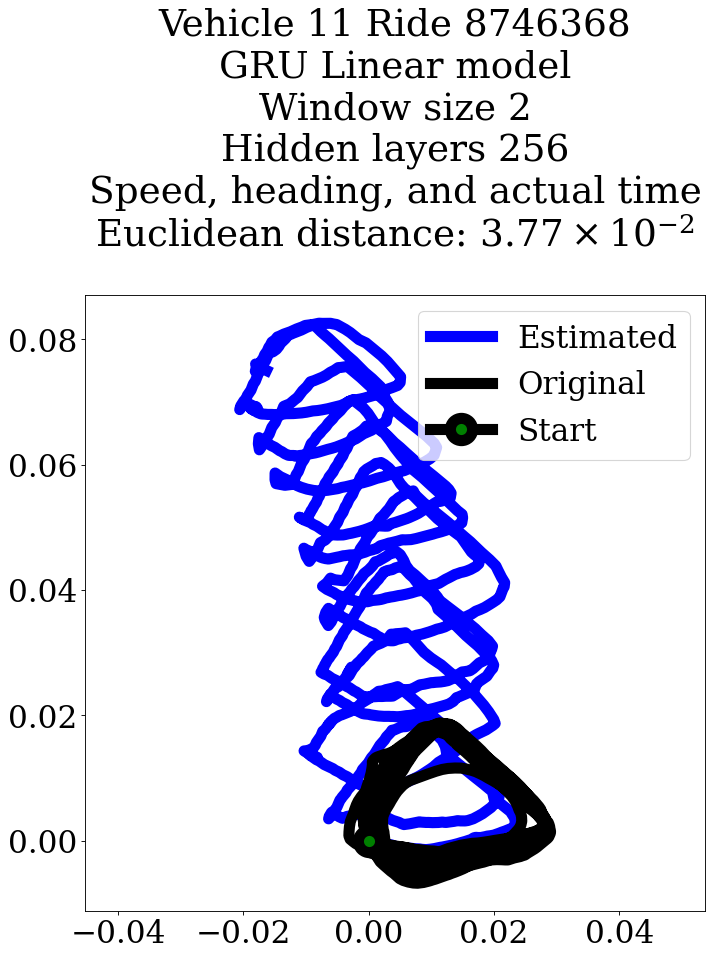 Vehicle 11 Ride 8746368
GRU Linear model
Window size 2
Hidden layers 256
Speed, heading, and actual time
Euclidean distance: 3.77 × 10⁻²
Estimated
Original
Start
0.08
0.06
0.04
0.02
0.00
−0.04 −0.02 0.00 0.02 0.04